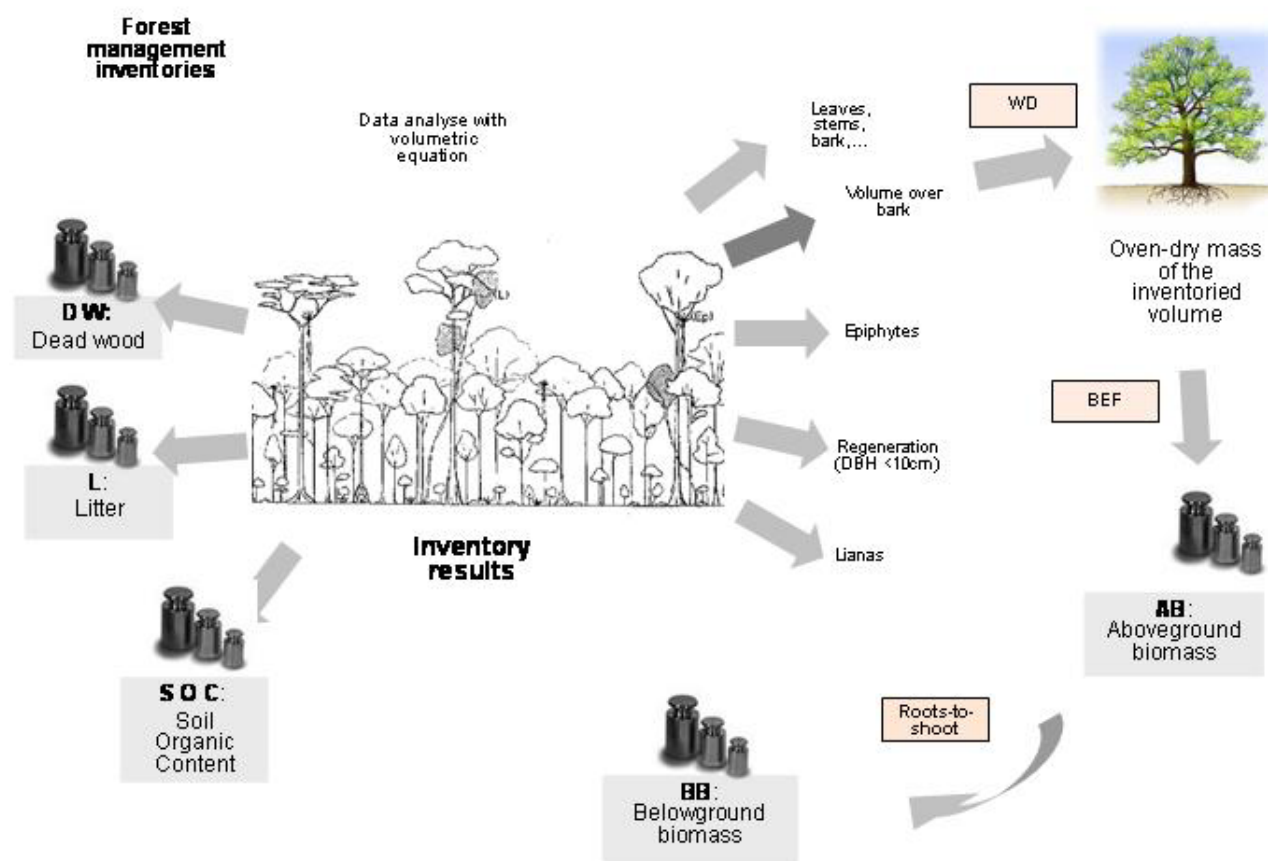 Forest
management
inventories
Data analyse with
volumetric
equation
Leaves,
stems,
bark,...
WD
Volume over
bark
Oven-dry mass
of the
inventoried
volume
DW:
Dead wood
(L)
(Ep)
Epiphytes
BEF
L:
Litter
Regeneration
(DBH <10cm)
Inventory
results
Lianas
AB:
Aboveground
biomass
SOC:
Soil
Organic
Content
Roots-to-
shoot
BB:
Belowground
biomass